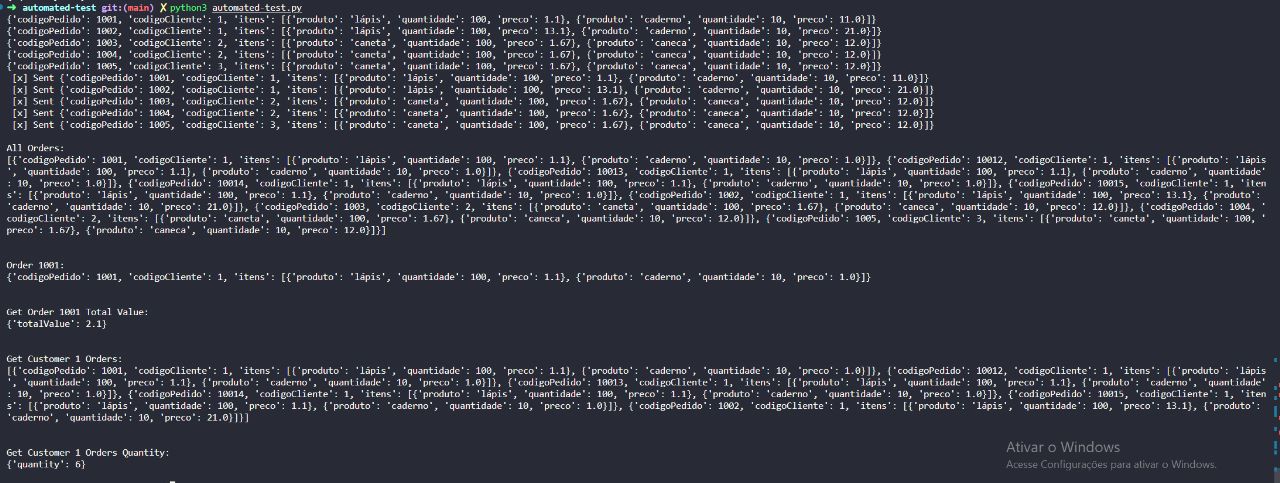 ➜ automated-test git:(main) ✗ python3 automated-test.py
{'codigoPedido': 1001, 'codigoCliente': 1, 'itens': [{'produto': 'lápis', 'quantidade': 100, 'preco': 1.1}, {'produto': 'caderno', 'quantidade': 10, 'preco': 11.0}]}
{'codigoPedido': 1002, 'codigoCliente': 1, 'itens': [{'produto': 'lápis', 'quantidade': 100, 'preco': 13.1}, {'produto': 'caderno', 'quantidade': 10, 'preco': 21.0}]}
{'codigoPedido': 1003, 'codigoCliente': 2, 'itens': [{'produto': 'caneta', 'quantidade': 100, 'preco': 1.67}, {'produto': 'caneca', 'quantidade': 10, 'preco': 12.0}]}
{'codigoPedido': 1004, 'codigoCliente': 2, 'itens': [{'produto': 'caneta', 'quantidade': 100, 'preco': 1.67}, {'produto': 'caneca', 'quantidade': 10, 'preco': 12.0}]}
{'codigoPedido': 1005, 'codigoCliente': 3, 'itens': [{'produto': 'caneta', 'quantidade': 100, 'preco': 1.67}, {'produto': 'caneca', 'quantidade': 10, 'preco': 12.0}]}
[x] Sent {'codigoPedido': 1001, 'codigoCliente': 1, 'itens': [{'produto': 'lápis', 'quantidade': 100, 'preco': 1.1}, {'produto': 'caderno', 'quantidade': 10, 'preco': 11.0}]}
[x] Sent {'codigoPedido': 1002, 'codigoCliente': 1, 'itens': [{'produto': 'lápis', 'quantidade': 100, 'preco': 13.1}, {'produto': 'caderno', 'quantidade': 10, 'preco': 21.0}]}
[x] Sent {'codigoPedido': 1003, 'codigoCliente': 2, 'itens': [{'produto': 'caneta', 'quantidade': 100, 'preco': 1.67}, {'produto': 'caneca', 'quantidade': 10, 'preco': 12.0}]}
[x] Sent {'codigoPedido': 1004, 'codigoCliente': 2, 'itens': [{'produto': 'caneta', 'quantidade': 100, 'preco': 1.67}, {'produto': 'caneca', 'quantidade': 10, 'preco': 12.0}]}
[x] Sent {'codigoPedido': 1005, 'codigoCliente': 3, 'itens': [{'produto': 'caneta', 'quantidade': 100, 'preco': 1.67}, {'produto': 'caneca', 'quantidade': 10, 'preco': 12.0}]}
All Orders:
[{'codigoPedido': 1001, 'codigoCliente': 1, 'itens': [{'produto': 'lápis', 'quantidade': 100, 'preco': 1.1}, {'produto': 'caderno', 'quantidade': 10, 'preco': 1.0}]}, {'codigoPedido': 10012, 'codigoCliente': 1, 'itens': [{'produto': 'lápis
', 'quantidade': 100, 'preco': 1.1}, {'produto': 'caderno', 'quantidade': 10, 'preco': 1.0}]}, {'codigoPedido': 10013, 'codigoCliente': 1, 'itens': [{'produto': 'lápis', 'quantidade': 100, 'preco': 1.1}, {'produto': 'caderno', 'quantidade'
: 10, 'preco': 1.0}]}, {'codigoPedido': 10014, 'codigoCliente': 1, 'itens': [{'produto': 'lápis', 'quantidade': 100, 'preco': 1.1}, {'produto': 'caderno', 'quantidade': 10, 'preco': 1.0}]}, {'codigoPedido': 10015, 'codigoCliente': 1, 'iten
s': [{'produto': 'lápis', 'quantidade': 100, 'preco': 1.1}, {'produto': 'caderno', 'quantidade': 10, 'preco': 1.0}]}, {'codigoPedido': 1002, 'codigoCliente': 1, 'itens': [{'produto': 'lápis', 'quantidade': 100, 'preco': 13.1}, {'produto':
'caderno', 'quantidade': 10, 'preco': 21.0}]}, {'codigoPedido': 1003, 'codigoCliente': 2, 'itens': [{'produto': 'caneta', 'quantidade': 100, 'preco': 1.67}, {'produto': 'caneca', 'quantidade': 10, 'preco': 12.0}]}, {'codigoPedido': 1004, '
codigoCliente': 2, 'itens': [{'produto': 'caneta', 'quantidade': 100, 'preco': 1.67}, {'produto': 'caneca', 'quantidade': 10, 'preco': 12.0}]}, {'codigoPedido': 1005, 'codigoCliente': 3, 'itens': [{'produto': 'caneta', 'quantidade': 100, '
preco': 1.67}, {'produto': 'caneca', 'quantidade': 10, 'preco': 12.0}]}]
Order 1001:
{'codigoPedido': 1001, 'codigoCliente': 1, 'itens': [{'produto': 'lápis', 'quantidade': 100, 'preco': 1.1}, {'produto': 'caderno', 'quantidade': 10, 'preco': 1.0}]}
Get Order 1001 Total Value:
{'totalValue': 2.1}
Get Customer 1 Orders:
[{'codigoPedido': 1001, 'codigoCliente': 1, 'itens': [{'produto': 'lápis', 'quantidade': 100, 'preco': 1.1}, {'produto': 'caderno', 'quantidade': 10, 'preco': 1.0}]}, {'codigoPedido': 10012, 'codigoCliente': 1, 'itens': [{'produto': 'lápis
', 'quantidade': 100, 'preco': 1.1}, {'produto': 'caderno', 'quantidade': 10, 'preco': 1.0}]}, {'codigoPedido': 10013, 'codigoCliente': 1, 'itens': [{'produto': 'lápis', 'quantidade': 100, 'preco': 1.1}, {'produto': 'caderno', 'quantidade'
: 10, 'preco': 1.0}]}, {'codigoPedido': 10014, 'codigoCliente': 1, 'itens': [{'produto': 'lápis', 'quantidade': 100, 'preco': 1.1}, {'produto': 'caderno', 'quantidade': 10, 'preco': 1.0}]}, {'codigoPedido': 10015, 'codigoCliente': 1, 'iten
s': [{'produto': 'lápis', 'quantidade': 100, 'preco': 1.1}, {'produto': 'caderno', 'quantidade': 10, 'preco': 1.0}]}, {'codigoPedido': 1002, 'codigoCliente': 1, 'itens': [{'produto': 'lápis', 'quantidade': 100, 'preco': 13.1}, {'produto':
'caderno', 'quantidade': 10, 'preco': 21.0}]}]
Get Customer 1 Orders Quantity:
{'quantity': 6}
Ativar o Windows
Acesse Configurações para ativar o Windows.